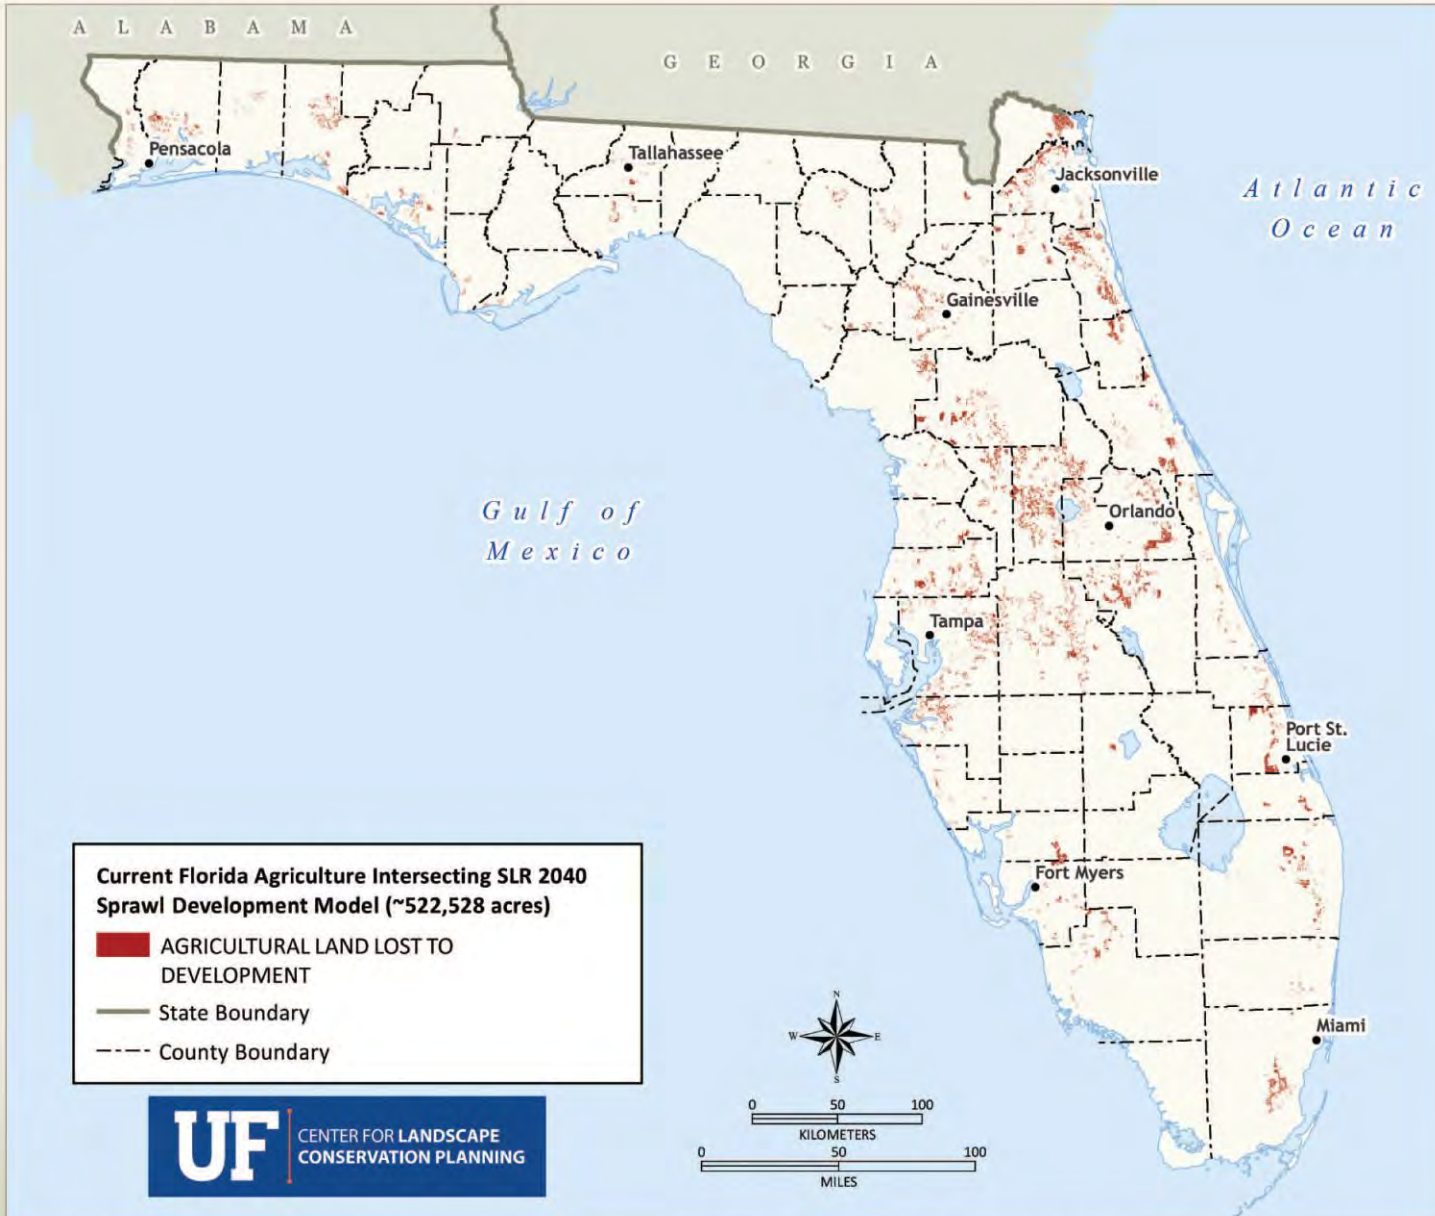 A L A B A M A
G E O R G I A
Pensacola
Tallahassee
Jacksonville
Atlantic
Ocean
Gainesville
Gulf of
Mexico
Orlando
Tampa
Port St.
Lucie
Fort Myers
Miami
Current Florida Agriculture Intersecting SLR 2040
Sprawl Development Model (~522,528 acres)
AGRICULTURAL LAND LOST TO
DEVELOPMENT
State Boundary
County Boundary
N
W E
S
0 50 100
KILOMETERS
0 50 100
MILES
UF
CENTER FOR LANDSCAPE
CONSERVATION PLANNING